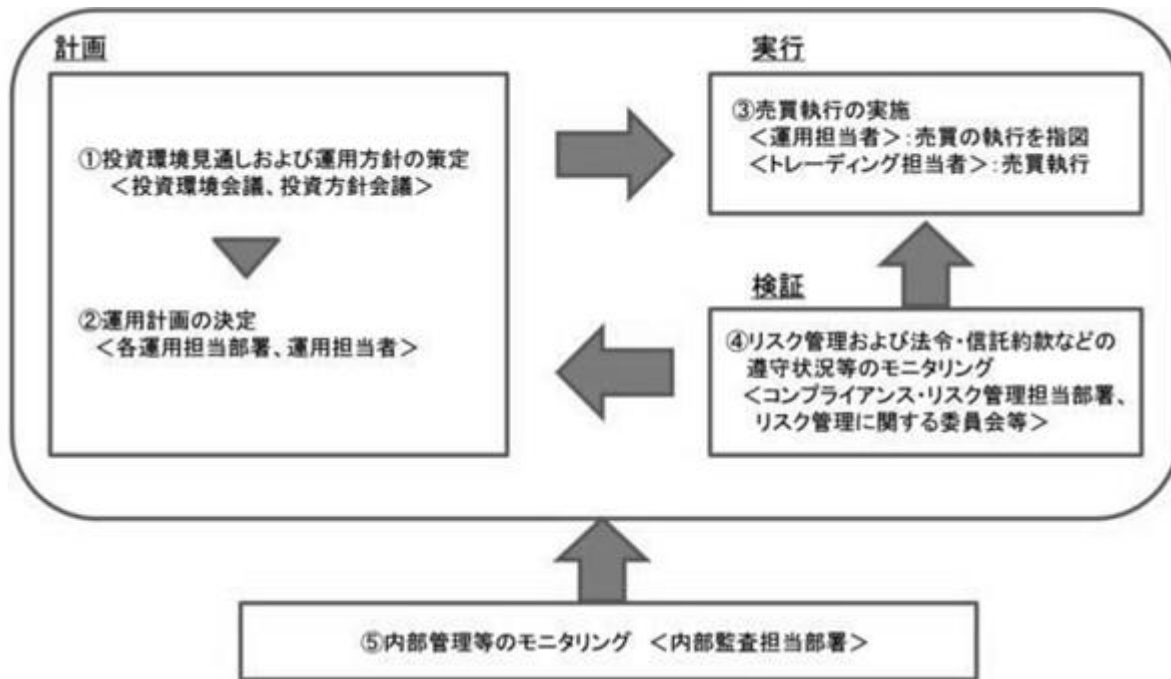 計画
①投資環境見通しおよび運用方針の策定
＜投資環境会議、投資方針会議＞
②運用計画の決定
＜各運用担当部署、運用担当者＞
実行
③売買執行の実施
＜運用担当者＞：売買の執行を指図
＜トレーディング担当者＞：売買執行
検証
④リスク管理および法令・信託約款などの
遵守状況等のモニタリング
＜コンプライアンス・リスク管理担当部署、
リスク管理に関する委員会等＞
⑤内部管理等のモニタリング ＜内部監査担当部署＞